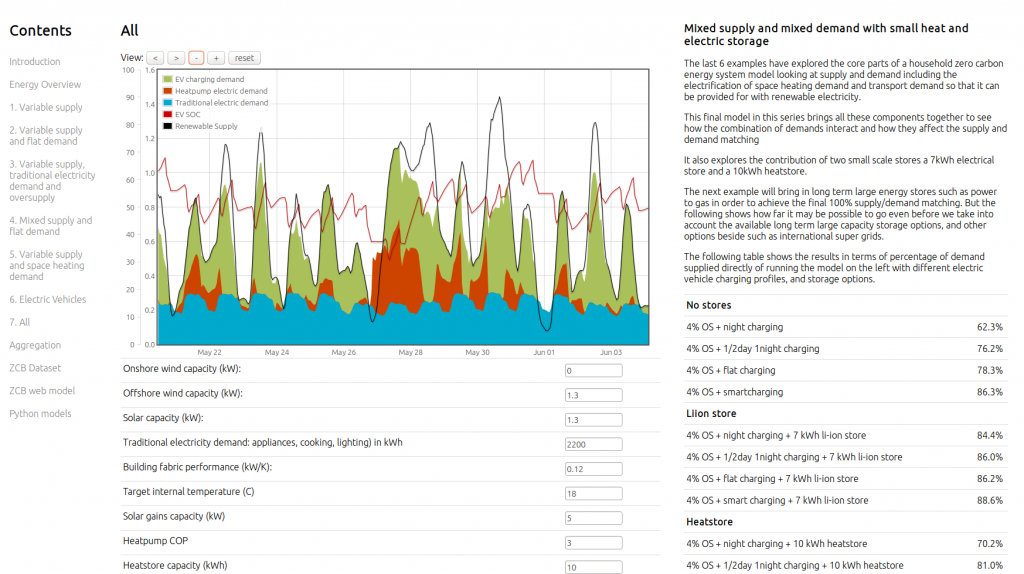 Contents
Introduction
Energy Overview
1. Variable supply
2. Variable supply
and flat demand
3. Variable supply,
traditional electricity
demand and
oversupply
4. Mixed supply and
flat demand
5. Variable supply
and space heating
demand
6. Electric Vehicles
7. All
Aggregation
ZCB Dataset
ZCB web model
Python models
All
View: < > - + reset
EV charging demand
Heatpump electric demand
Traditional electric demand
EV SOC
Renewable Supply
100
90
80
70
60
50
40
30
20
10
0
1.6
1.4
1.2
1.0
0.8
0.6
0.4
0.2
0.0
May 22
May 24
May 26
May 28
May 30
Jun 01
Jun 03
Onshore wind capacity (kW): 0
Offshore wind capacity (kW): 1.3
Solar capacity (kW): 1.3
Traditional electricity demand: appliances, cooking, lighting) in kWh 2200
Building fabric performance (kW/K): 0.12
Target internal temperature (C) 18
Solar gains capacity (kW) 5
Heatpump COP 3
Heatstore capacity (kWh) 10
Mixed supply and mixed demand with small heat and
electric storage
The last 6 examples have explored the core parts of a household zero carbon
energy system model looking at supply and demand including the
electrification of space heating demand and transport demand so that it can
be provided for with renewable electricity.
This final model in this series brings all these components together to see
how the combination of demands interact and how they affect the supply and
demand matching
It also explores the contribution of two small scale stores a 7kWh electrical
store and a 10kWh heatstore.
The next example will bring in long term large energy stores such as power
to gas in order to achieve the final 100% supply/demand matching. But the
following shows how far it may be possible to go even before we take into
account the available long term large capacity storage options, and other
options beside such as international super grids.
The following table shows the results in terms of percentage of demand
supplied directly of running the model on the left with different electric
vehicle charging profiles, and storage options.
No stores
4% OS + night charging 62.3%
4% OS + 1/2day 1night charging 76.2%
4% OS + flat charging 78.3%
4% OS + smartcharging 86.3%
Liion store
4% OS + night charging + 7 kWh li-ion store 84.4%
4% OS + 1/2day 1night charging + 7 kWh li-ion store 86.0%
4% OS + flat charging + 7 kWh li-ion store 86.2%
4% OS + smart charging + 7 kWh li-ion store 88.6%
Heatstore
4% OS + night charging + 10 kWh heatstore 70.2%
4% OS + 1/2day 1night charging + 10 kWh heatstore 81.0%